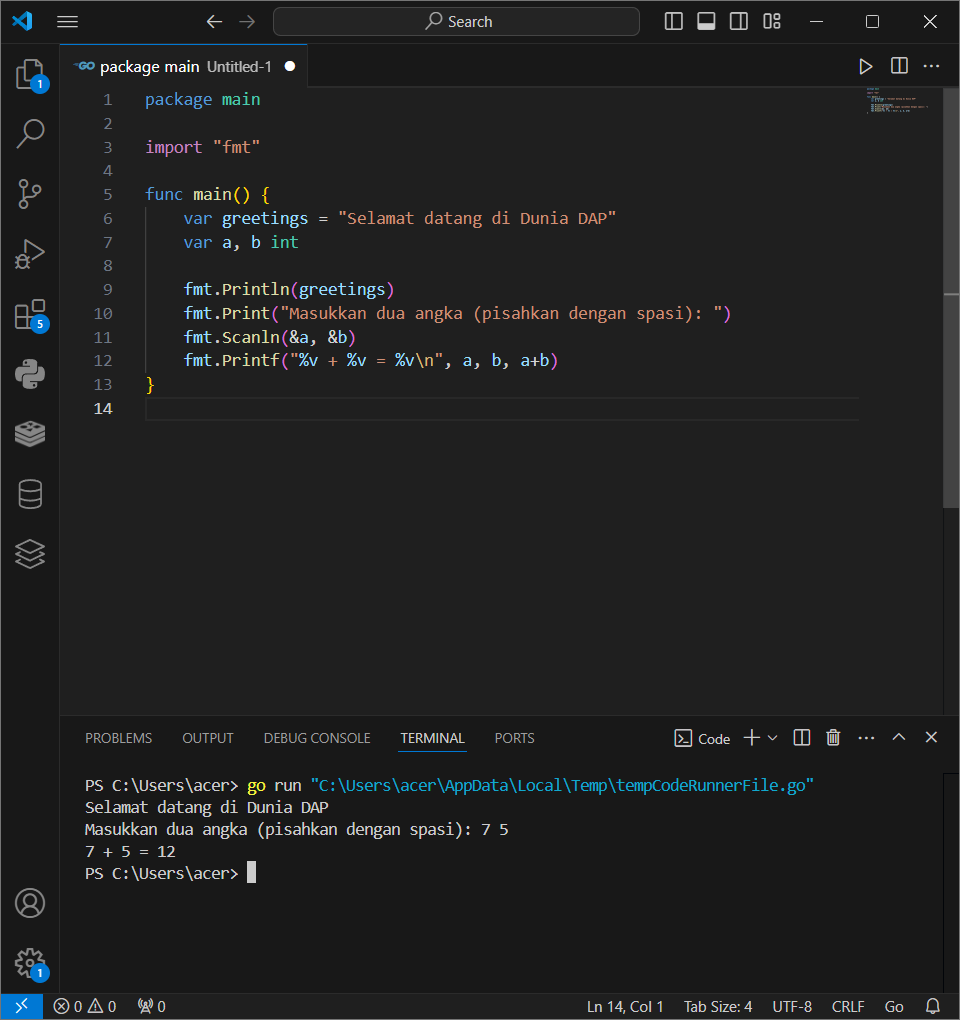 Search
GO package main Untitled-1
1 package main
2
3 import "fmt"
4
5 func main() {
6     var greetings = "Selamat datang di Dunia DAP"
7     var a, b int
8
9     fmt.Println(greetings)
10     fmt.Print("Masukkan dua angka (pisahkan dengan spasi): ")
11     fmt.Scanln(&a, &b)
12     fmt.Printf("%v + %v = %v\n", a, b, a+b)
13 }
14
1
5
PROBLEMS OUTPUT DEBUG CONSOLE TERMINAL PORTS Code
PS C:\Users\acer> go run "C:\Users\acer\AppData\Local\Temp\tempCodeRunnerFile.go"
Selamat datang di Dunia DAP
Masukkan dua angka (pisahkan dengan spasi): 7 5
7 + 5 = 12
PS C:\Users\acer>
1
0 0 0 Ln 14, Col 1 Tab Size: 4 UTF-8 CRLF Go